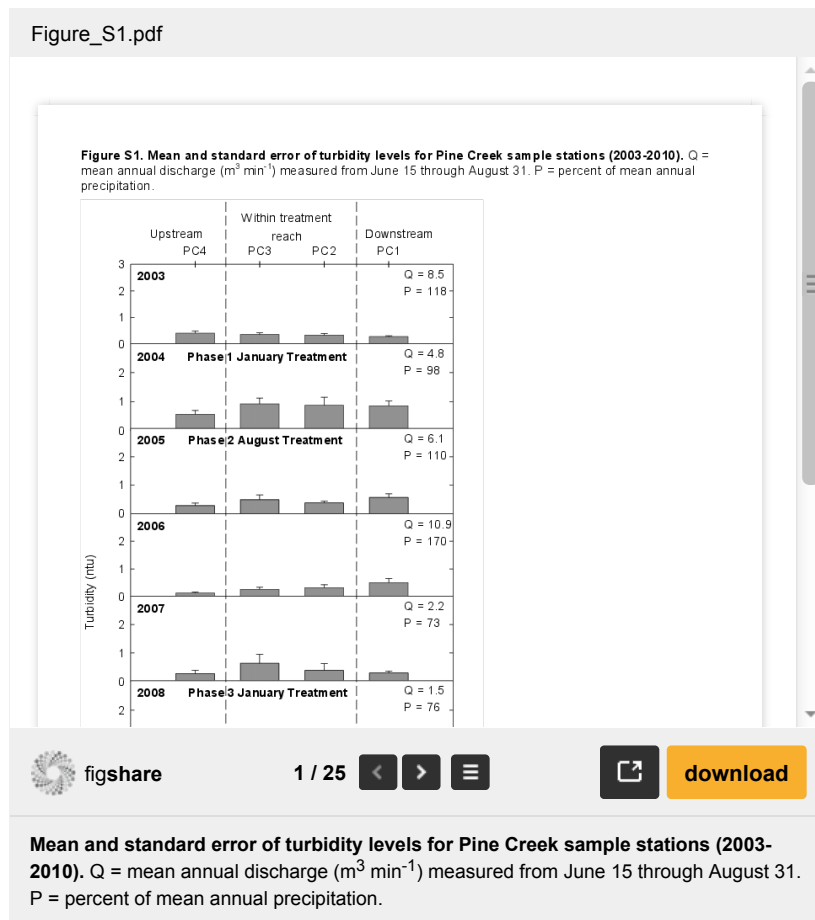 Figure_S1.pdf
Figure S1. Mean and standard error of turbidity levels for Pine Creek sample stations (2003-2010). Q =
mean annual discharge (m³ min⁻¹) measured from June 15 through August 31. P = percent of mean annual
precipitation.
Within treatment
Upstream reach Downstream
PC4 PC3 PC2 PC1
3
2003 Q = 8.5
2 P = 118
1
0
2004 Phase 1 January Treatment Q = 4.8
2 P = 98
1
0
2005 Phase 2 August Treatment Q = 6.1
2 P = 110
1
0
2006 Q = 10.9
2 P = 170
1
0
2007 Q = 2.2
2 P = 73
1
0
2008 Phase 3 January Treatment Q = 1.5
2 P = 76
Turbidity (ntu)
figshare 1 / 25 download
Mean and standard error of turbidity levels for Pine Creek sample stations (2003-
2010). Q = mean annual discharge (m³ min⁻¹) measured from June 15 through August 31.
P = percent of mean annual precipitation.